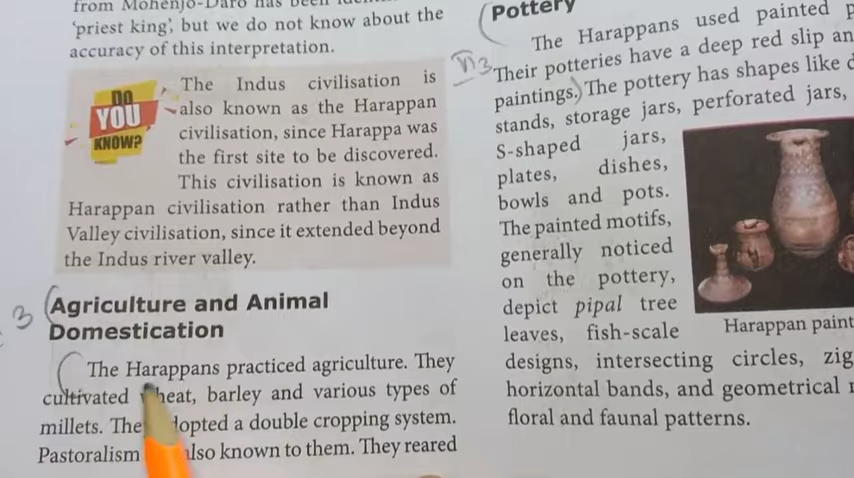 from Mohenjo-Daro has been
'priest king', but we do not know about the
accuracy of this interpretation.
DO
YOU
KNOW?
The Indus civilisation is
also known as the Harappan
civilisation, since Harappa was
the first site to be discovered.
This civilisation is known as
Harappan civilisation rather than Indus
Valley civilisation, since it extended beyond
the Indus river valley.
3
Agriculture and Animal
Domestication
The Harappans practiced agriculture. They
cultivated heat, barley and various types of
millets. The dopted a double cropping system.
Pastoralism also known to them. They reared
Pottery
The Harappans used painted p
Their potteries have a deep red slip an
paintings. The pottery has shapes like d
stands, storage jars, perforated jars,
S-shaped jars,
plates, dishes,
bowls and pots.
The painted motifs,
generally noticed
on the pottery,
depict pipal tree
leaves, fish-scale
designs, intersecting circles, zig
horizontal bands, and geometrical
floral and faunal patterns.
Harappan paint